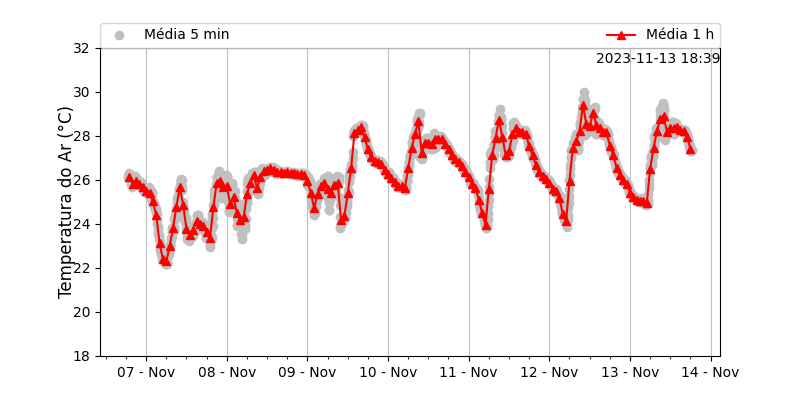 Média 5 min
Média 1 h
2023-11-13 18:39
Temperatura do Ar (°C)
32
30
28
26
24
22
20
18
07 - Nov
08 - Nov
09 - Nov
10 - Nov
11 - Nov
12 - Nov
13 - Nov
14 - Nov